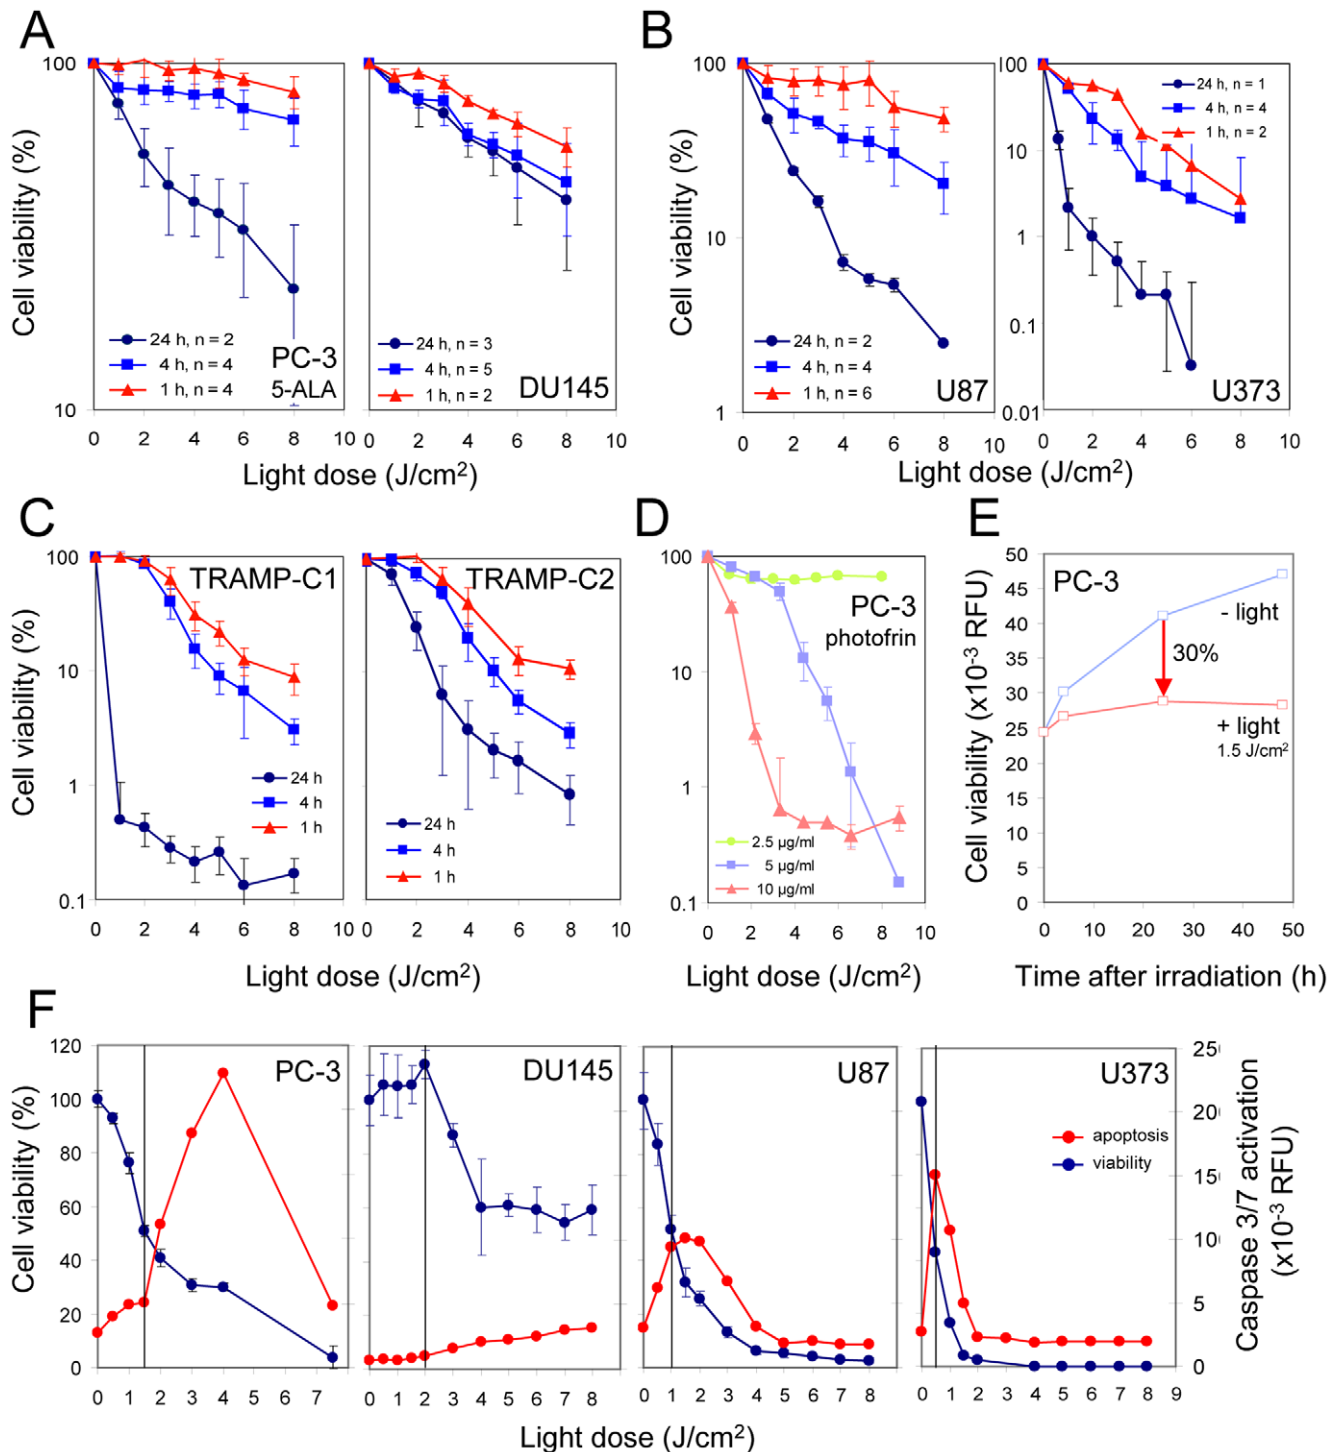 A
B
100
10
Cell viability (%)
24 h, n = 2
4 h, n = 4
1 h, n = 4
PC-3
5-ALA
0 2 4 6 8 10
24 h, n = 3
4 h, n = 5
1 h, n = 2
DU145
0 2 4 6 8 10
Light dose (J/cm2)
100
10
1
Cell viability (%)
24 h, n = 2
4 h, n = 4
1 h, n = 6
U87
0 2 4 6 8 10
100
10
1
0.1
0.01
24 h, n = 1
4 h, n = 4
1 h, n = 2
U373
0 2 4 6 8 10
Light dose (J/cm2)
C
D
E
100
10
1
0.1
Cell viability (%)
TRAMP-C1
24 h
4 h
1 h
0 2 4 6 8 10
TRAMP-C2
24 h
4 h
1 h
0 2 4 6 8 10
Light dose (J/cm2)
100
10
1
0.1
Cell viability (%)
PC-3
photofrin
2.5 µg/ml
5 µg/ml
10 µg/ml
0 2 4 6 8 10
Light dose (J/cm2)
50
45
40
35
30
25
20
15
10
5
0
Cell viability (x10-3 RFU)
PC-3
- light
30%
+ light
1.5 J/cm2
0 10 20 30 40 50
Time after irradiation (h)
F
120
100
80
60
40
20
0
Cell viability (%)
PC-3
0 1 2 3 4 5 6 7
DU145
0 1 2 3 4 5 6 7 8
U87
0 1 2 3 4 5 6 7 8 9
U373
apoptosis
viability
0 1 2 3 4 5 6 7 8 9
25
20
15
10
5
0
Caspase 3/7 activation
(x10-3 RFU)
Light dose (J/cm2)